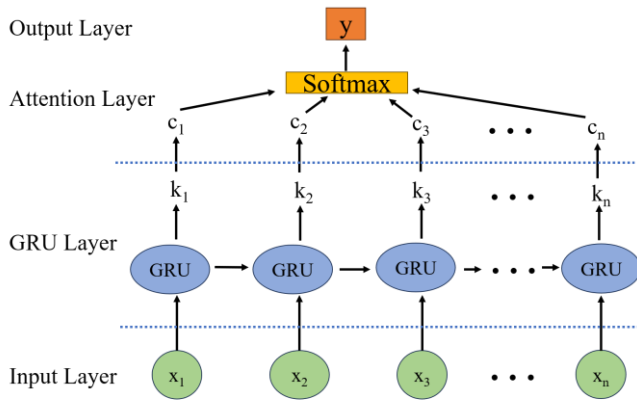 Output Layer
y
Softmax
Attention Layer
c1 c2 c3 ... cn
k1 k2 k3 ... kn
GRU Layer
GRU GRU GRU ... GRU
Input Layer
x1 x2 x3 ... xn